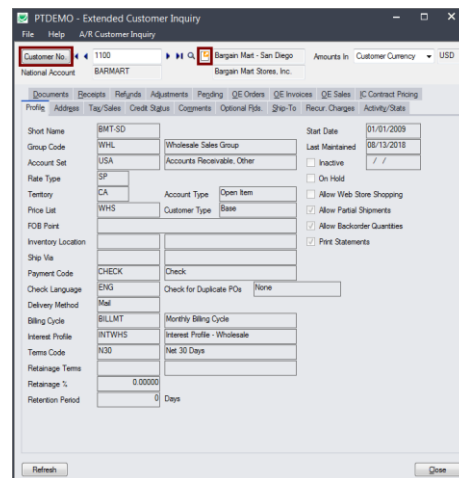 PTDEMO - Extended Customer Inquiry
File Help A/R Customer Inquiry
Customer No. 1100 Bargain Mart - San Diego Amounts In Customer Currency USD
National Account BARMART Bargain Mart Stores, Inc.
Documents Receipts Refunds Adjustments Pending OE Orders OE Invoices OE Sales IC Contract Pricing
Profile Address Tax/Sales Credit Status Comments Optional Flds. Ship-To Recur. Charges Activity/Stats
Short Name BMT-SD Start Date 01/01/2009
Group Code WHL Wholesale Sales Group Last Maintained 08/13/2018
Account Set USA Accounts Receivable, Other Inactive / /
Rate Type SP On Hold
Territory CA Account Type Open Item Allow Web Store Shopping
Price List WHS Customer Type Base Allow Partial Shipments
FOB Point Allow Backorder Quantities
Inventory Location Print Statements
Ship Via
Payment Code CHECK Check
Check Language ENG Check for Duplicate POs None
Delivery Method Mail
Billing Cycle BILLMT Monthly Billing Cycle
Interest Profile INTWHS Interest Profile - Wholesale
Terms Code N30 Net 30 Days
Retainage Terms
Retainage % 0.00000
Retention Period 0 Days
Refresh Close